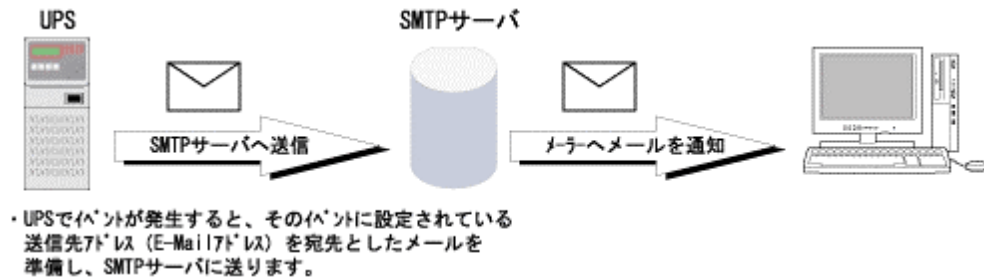 UPS
SMTPサーバ
SMTPサーバへ送信
ﾒｰﾗｰへメールを通知
・UPSでｲﾍﾞﾝﾄが発生すると、そのｲﾍﾞﾝﾄに設定されている
送信先ｱﾄﾞﾚｽ（E-Mailｱﾄﾞﾚｽ）を宛先としたメールを
準備し、SMTPサーバに送ります。